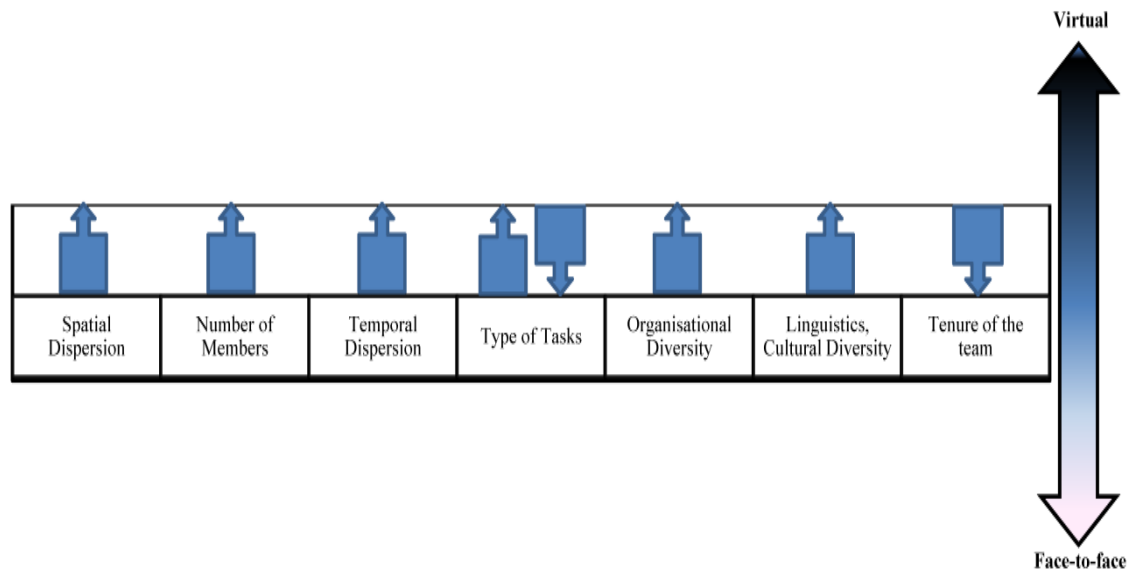 Virtual
Spatial
Dispersion
Number of
Members
Temporal
Dispersion
Type of Tasks
Organisational
Diversity
Linguistics,
Cultural Diversity
Tenure of the
team
Face-to-face